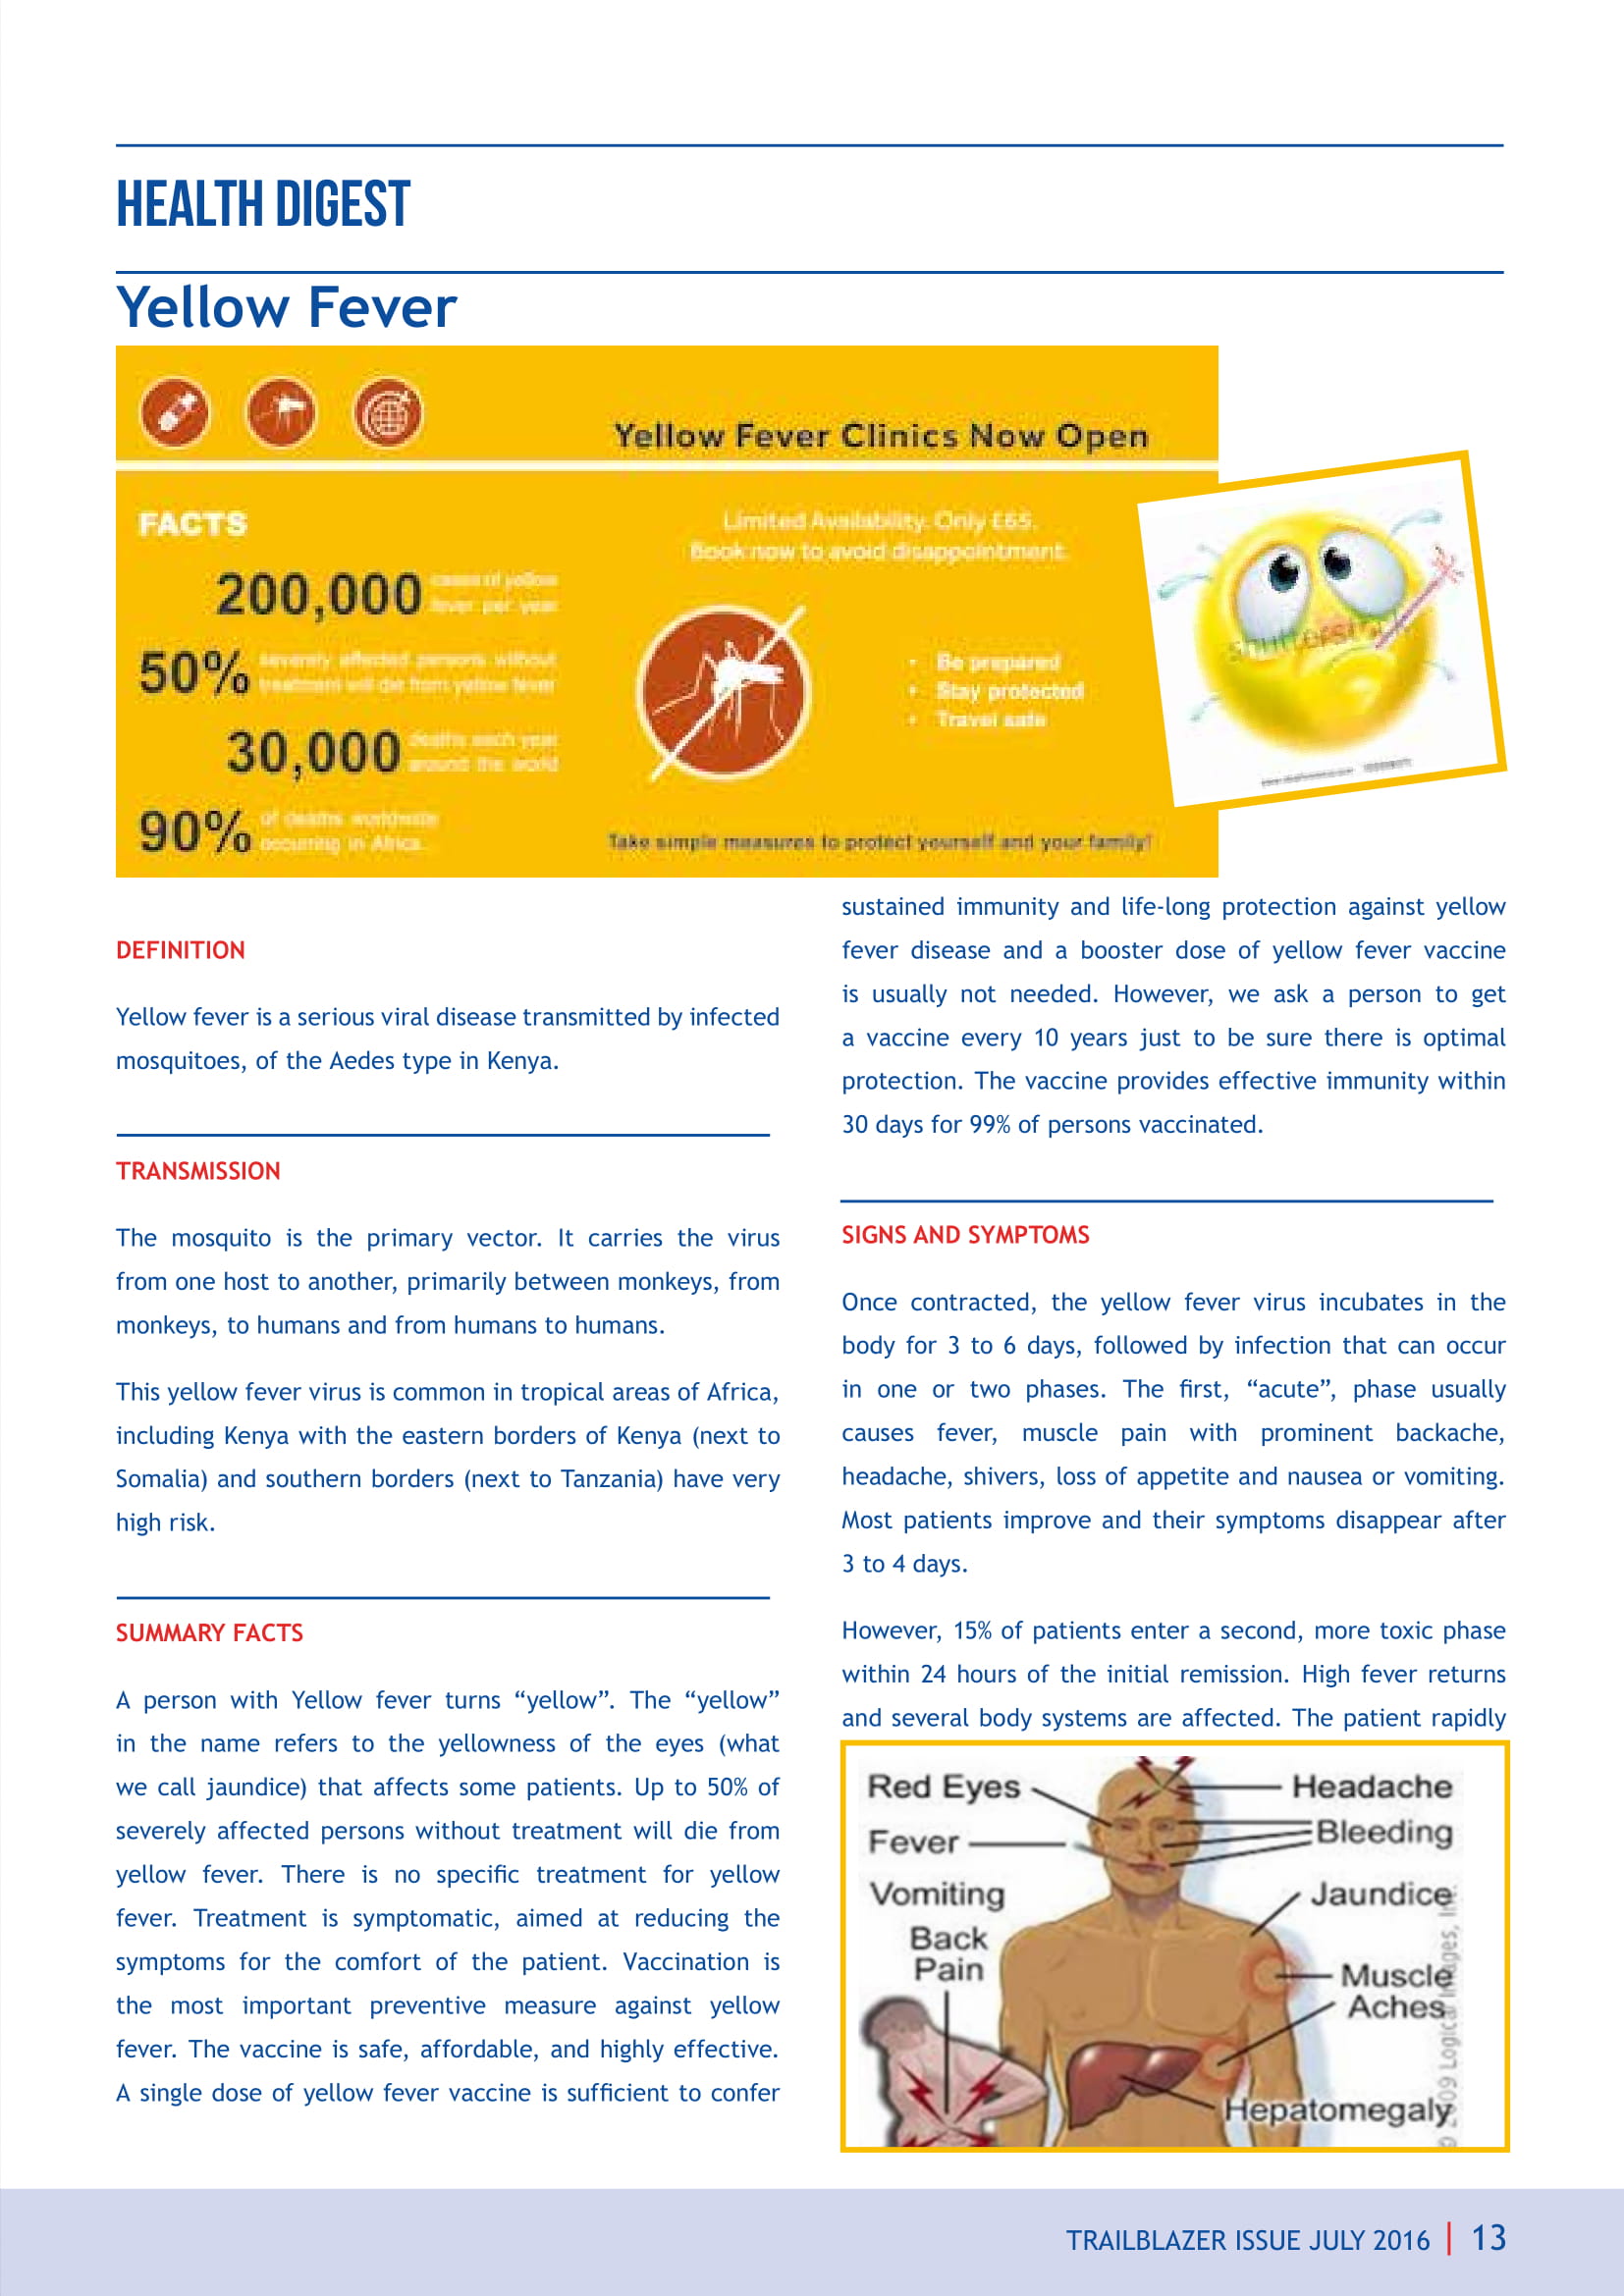 HEALTH DIGEST
Yellow Fever
Yellow Fever Clinics Now Open
FACTS
200,000 cases of yellow
fever per year
50% severely affected persons without
treatment will die from yellow fever
30,000 deaths each year
around the world
90% of deaths worldwide
occurring in Africa.
Limited Availability. Only £65.
Book now to avoid disappointment.
• Be prepared
• Stay protected
• Travel safe
Take simple measures to protect yourself and your family!
shutterstock
DEFINITION
Yellow fever is a serious viral disease transmitted by infected
mosquitoes, of the Aedes type in Kenya.
TRANSMISSION
The mosquito is the primary vector. It carries the virus
from one host to another, primarily between monkeys, from
monkeys, to humans and from humans to humans.
This yellow fever virus is common in tropical areas of Africa,
including Kenya with the eastern borders of Kenya (next to
Somalia) and southern borders (next to Tanzania) have very
high risk.
SUMMARY FACTS
A person with Yellow fever turns “yellow”. The “yellow”
in the name refers to the yellowness of the eyes (what
we call jaundice) that affects some patients. Up to 50% of
severely affected persons without treatment will die from
yellow fever. There is no specific treatment for yellow
fever. Treatment is symptomatic, aimed at reducing the
symptoms for the comfort of the patient. Vaccination is
the most important preventive measure against yellow
fever. The vaccine is safe, affordable, and highly effective.
A single dose of yellow fever vaccine is sufficient to confer
sustained immunity and life-long protection against yellow
fever disease and a booster dose of yellow fever vaccine
is usually not needed. However, we ask a person to get
a vaccine every 10 years just to be sure there is optimal
protection. The vaccine provides effective immunity within
30 days for 99% of persons vaccinated.
SIGNS AND SYMPTOMS
Once contracted, the yellow fever virus incubates in the
body for 3 to 6 days, followed by infection that can occur
in one or two phases. The first, “acute”, phase usually
causes fever, muscle pain with prominent backache,
headache, shivers, loss of appetite and nausea or vomiting.
Most patients improve and their symptoms disappear after
3 to 4 days.
However, 15% of patients enter a second, more toxic phase
within 24 hours of the initial remission. High fever returns
and several body systems are affected. The patient rapidly
Red Eyes
Fever
Vomiting
Back
Pain
Headache
Bleeding
Jaundice
Muscle
Aches
Hepatomegaly
2009 Logical Images, Inc.
TRAILBLAZER ISSUE JULY 2016 | 13